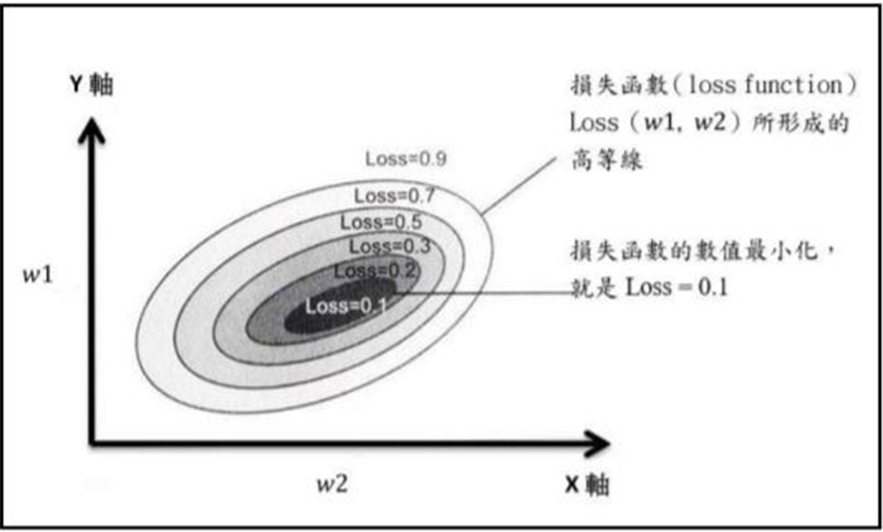 Y 軸
損失函數(loss function)
Loss (w1, w2) 所形成的
高等線
Loss=0.9
Loss=0.7
Loss=0.5
Loss=0.3
Loss=0.2
Loss=0.1
損失函數的數值最小化，
就是 Loss = 0.1
w1
w2
X 軸